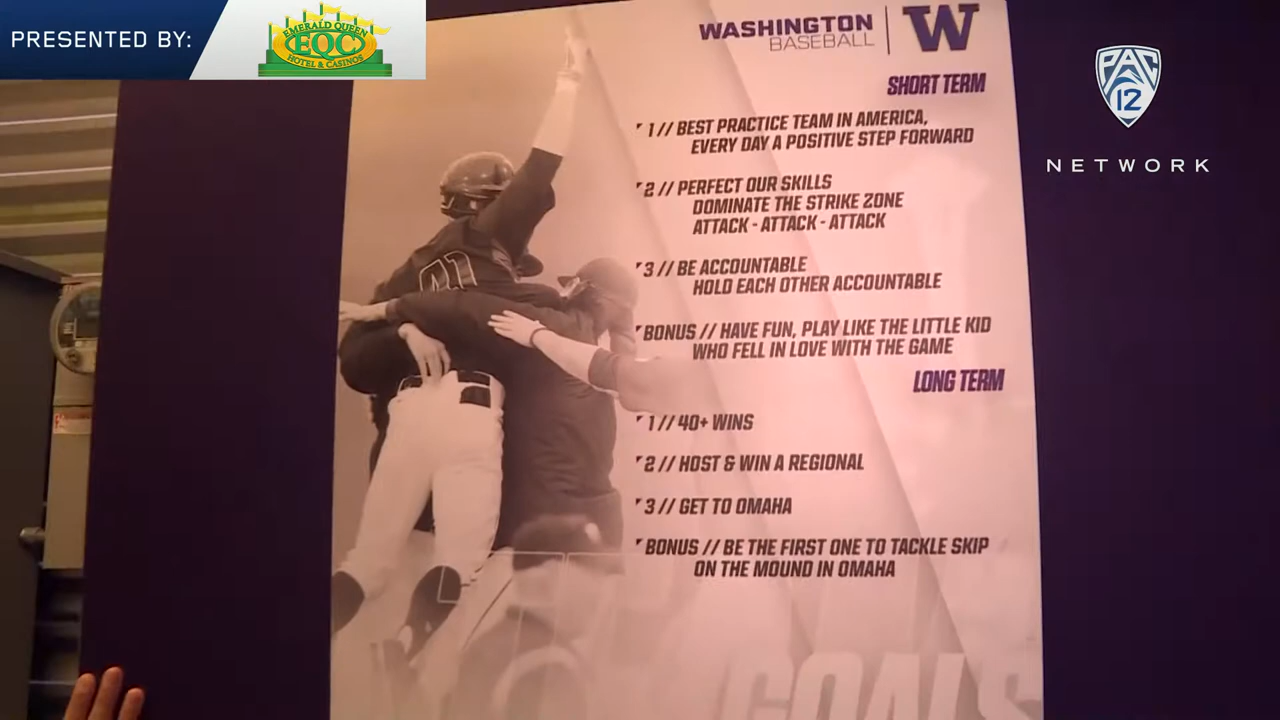 PRESENTED BY:
EMERALD QUEEN
EQC
HOTEL & CASINOS
WASHINGTON
BASEBALL
W
PAC
12
NETWORK
SHORT TERM
1 // BEST PRACTICE TEAM IN AMERICA,
EVERY DAY A POSITIVE STEP FORWARD
2 // PERFECT OUR SKILLS
DOMINATE THE STRIKE ZONE
ATTACK - ATTACK - ATTACK
3 // BE ACCOUNTABLE
HOLD EACH OTHER ACCOUNTABLE
BONUS // HAVE FUN, PLAY LIKE THE LITTLE KID
WHO FELL IN LOVE WITH THE GAME
LONG TERM
1 // 40+ WINS
2 // HOST & WIN A REGIONAL
3 // GET TO OMAHA
BONUS // BE THE FIRST ONE TO TACKLE SKIP
ON THE MOUND IN OMAHA
GOALS